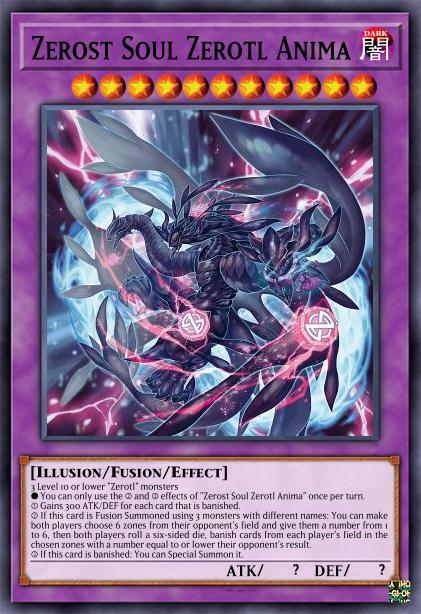 Zerost Soul Zerotl Anima
DARK
闇
[Illusion/Fusion/Effect]
3 Level 10 or lower "Zerotl" monsters
● You can only use the ② and ③ effects of "Zerost Soul Zerotl Anima" once per turn.
① Gains 300 ATK/DEF for each card that is banished.
② If this card is Fusion Summoned using 3 monsters with different names: You can make
both players choose 6 zones from their opponent's field and give them a number from 1
to 6, then both players roll a six-sided die, banish cards from each player's field in the
chosen zones with a number equal to or lower their opponent's result.
③ If this card is banished: You can Special Summon it.
ATK/ ? DEF/ ?